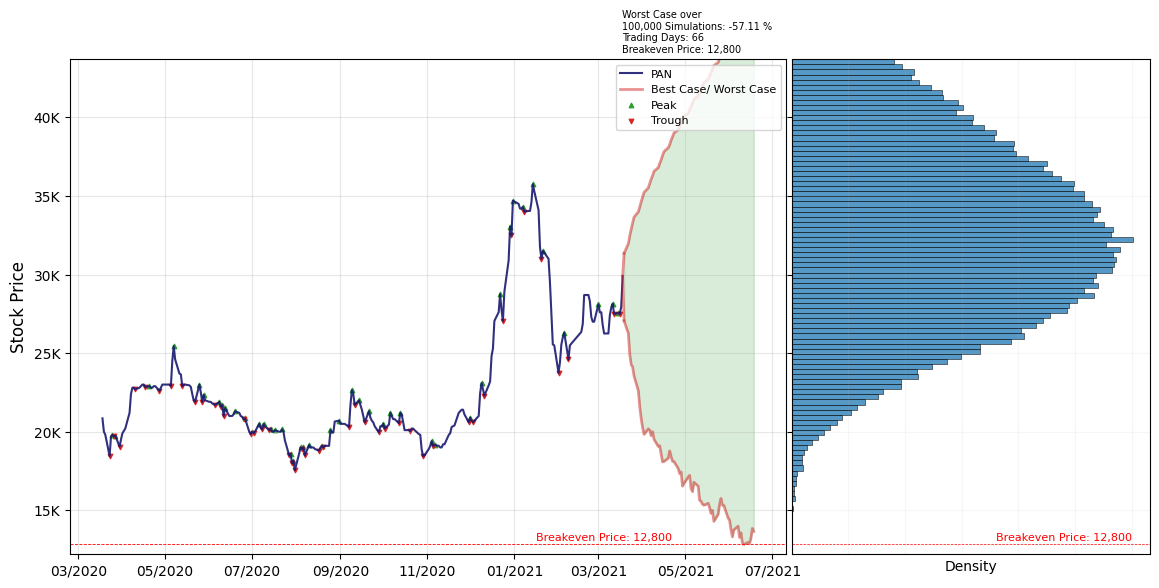 Worst Case over
100,000 Simulations: -57.11 %
Trading Days: 66
Breakeven Price: 12,800
PAN
Best Case/ Worst Case
Peak
Trough
Stock Price
40K
35K
30K
25K
20K
15K
Breakeven Price: 12,800
Breakeven Price: 12,800
03/2020 05/2020 07/2020 09/2020 11/2020 01/2021 03/2021 05/2021 07/2021
Density